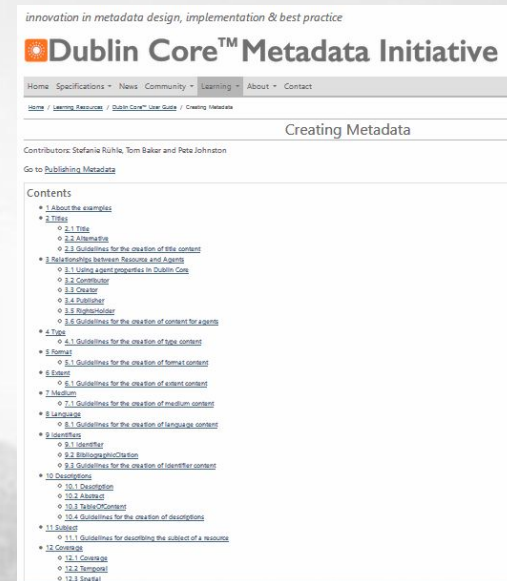 innovation in metadata design, implementation & best practice
Dublin Core™ Metadata Initiative
Home Specifications News Community Learning About Contact
Home / Learning Resources / Dublin Core™ User Guide / Creating Metadata
Creating Metadata
Contributors: Stefanie Rühle, Tom Baker and Pete Johnston
Go to Publishing Metadata
Contents
1 About the examples
2 Titles
2.1 Title
2.2 Alternative
2.3 Guidelines for the creation of title content
3 Relationships between Resource and Agents
3.1 Using agent properties in Dublin Core
3.2 Contributor
3.3 Creator
3.4 Publisher
3.5 RightsHolder
3.6 Guidelines for the creation of content for agents
4 Type
4.1 Guidelines for the creation of type content
5 Format
5.1 Guidelines for the creation of format content
6 Extent
6.1 Guidelines for the creation of extent content
7 Medium
7.1 Guidelines for the creation of medium content
8 Language
8.1 Guidelines for the creation of language content
9 Identifiers
9.1 Identifier
9.2 BibliographicCitation
9.3 Guidelines for the creation of identifier content
10 Descriptions
10.1 Description
10.2 Abstract
10.3 TableOfContent
10.4 Guidelines for the creation of descriptions
11 Subject
11.1 Guidelines for describing the subject of a resource
12 Coverage
12.1 Coverage
12.2 Temporal
12.3 Spatial